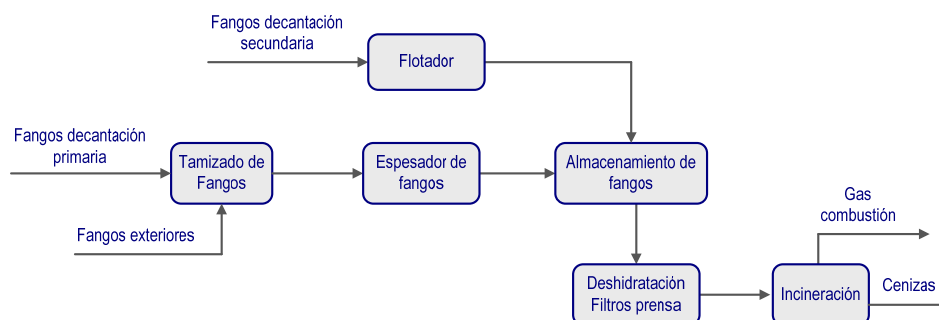 Fangos decantación
secundaria
Flotador
Fangos decantación
primaria
Tamizado de
Fangos
Espesador de
fangos
Almacenamiento de
fangos
Fangos exteriores
Gas
combustión
Deshidratación
Filtros prensa
Incineración
Cenizas